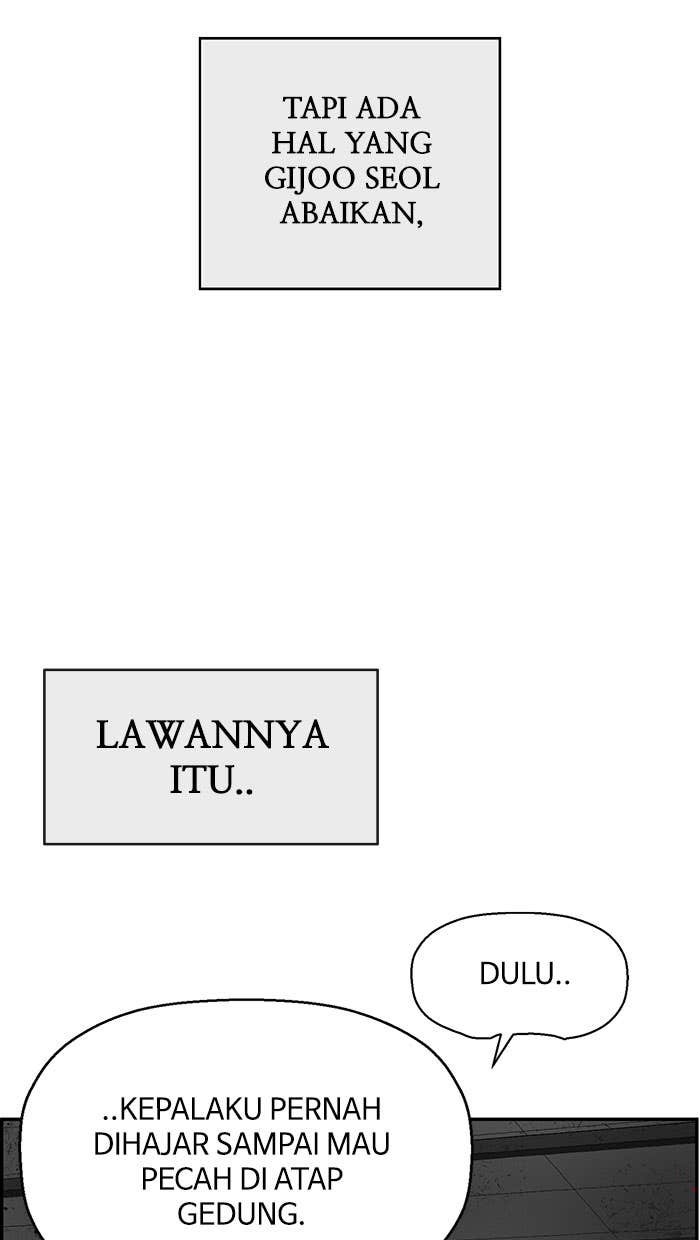 TAPI ADA
HAL YANG
GIJOO SEOL
ABAIKAN,
LAWANNYA
ITU..
DULU..
..KEPALAKU PERNAH
DIHAJAR SAMPAI MAU
PECAH DI ATAP
GEDUNG.